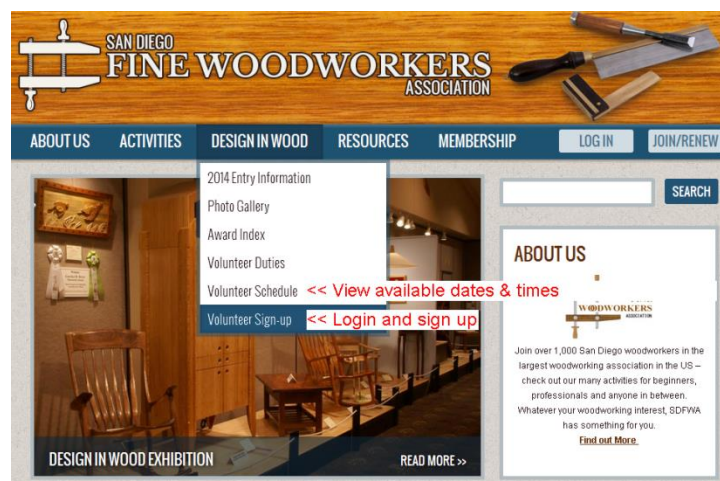 SAN DIEGO
FINE WOODWORKERS
ASSOCIATION
ABOUT US ACTIVITIES DESIGN IN WOOD RESOURCES MEMBERSHIP LOG IN JOIN/RENEW
2014 Entry Information
Photo Gallery
Award Index
Volunteer Duties
Volunteer Schedule << View available dates & times
Volunteer Sign-up << Login and sign up
DESIGN IN WOOD EXHIBITION READ MORE >>
SEARCH
ABOUT US
WOODWORKERS
ASSOCIATION
Join over 1,000 San Diego woodworkers in the
largest woodworking association in the US –
check out our many activities for beginners,
professionals and anyone in between.
Whatever your woodworking interest, SDFWA
has something for you.
Find out More